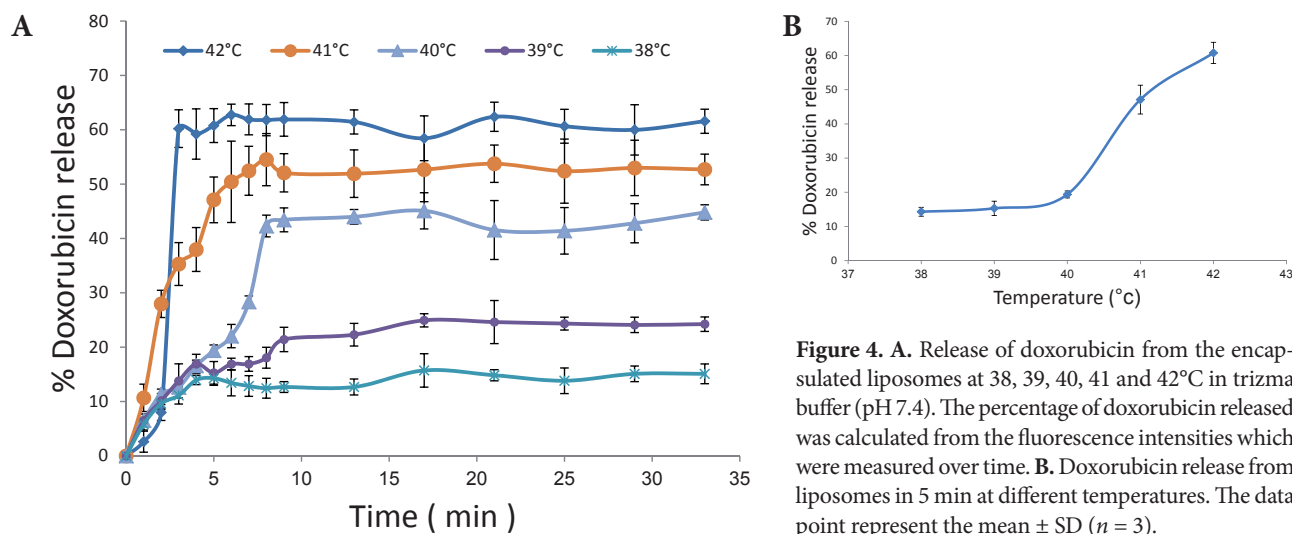 A
80
70
60
50
40
30
20
10
0
% Doxorubicin release
42°C 41°C 40°C 39°C 38°C
0 5 10 15 20 25 30 35
Time ( min )
B
70
60
50
40
30
20
10
0
% Doxorubicin release
37 38 39 40 41 42 43
Temperature (°c)
Figure 4. A. Release of doxorubicin from the encap-
sulated liposomes at 38, 39, 40, 41 and 42°C in trizma
buffer (pH 7.4). The percentage of doxorubicin released
was calculated from the fluorescence intensities which
were measured over time. B. Doxorubicin release from
liposomes in 5 min at different temperatures. The data
point represent the mean ± SD (n = 3).